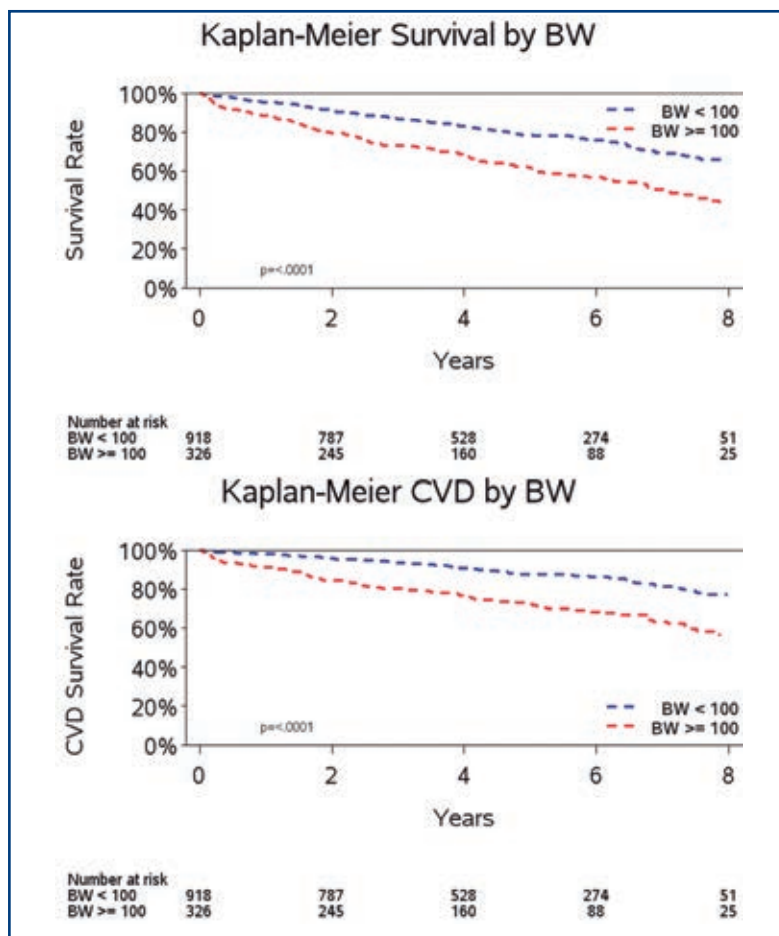 Kaplan-Meier Survival by BW
Survival Rate
100%
80%
60%
40%
20%
0%
BW < 100
BW >= 100
p=<.0001
0 2 4 6 8
Years
Number at risk
BW < 100 918 787 528 274 51
BW >= 100 326 245 160 88 25
Kaplan-Meier CVD by BW
CVD Survival Rate
100%
80%
60%
40%
20%
0%
BW < 100
BW >= 100
p=<.0001
0 2 4 6 8
Years
Number at risk
BW < 100 918 787 528 274 51
BW >= 100 326 245 160 88 25